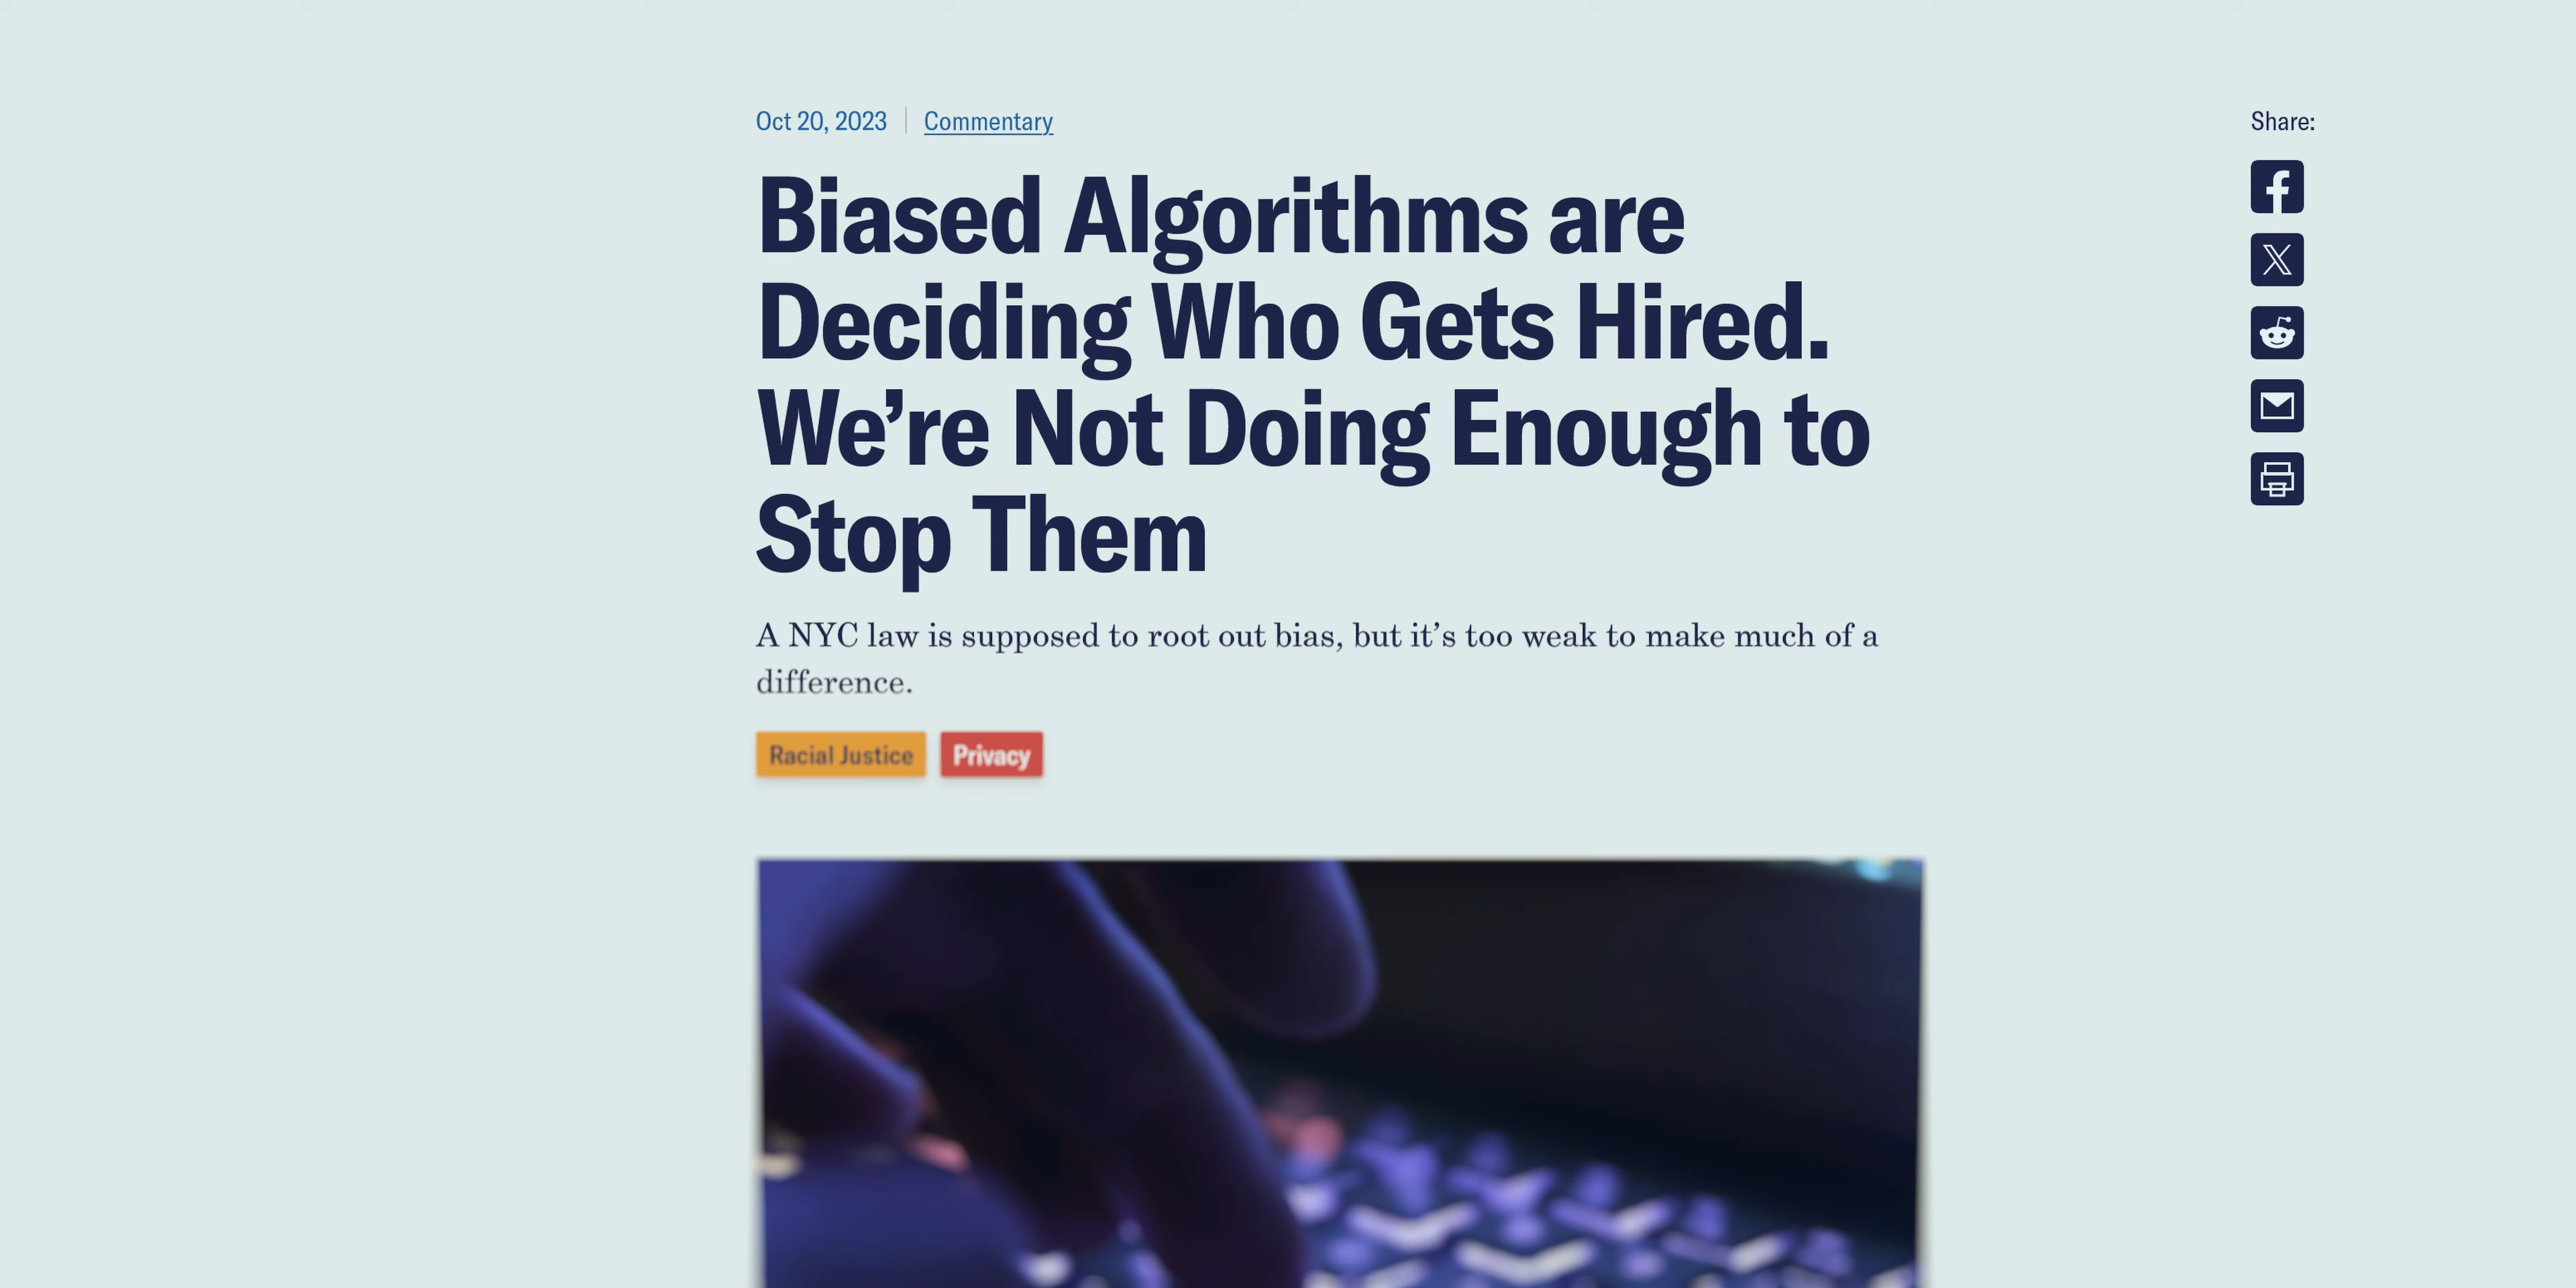 Oct 20, 2023 Commentary
Share:
Biased Algorithms are
Deciding Who Gets Hired.
We’re Not Doing Enough to
Stop Them
A NYC law is supposed to root out bias, but it’s too weak to make much of a
difference.
Racial Justice Privacy